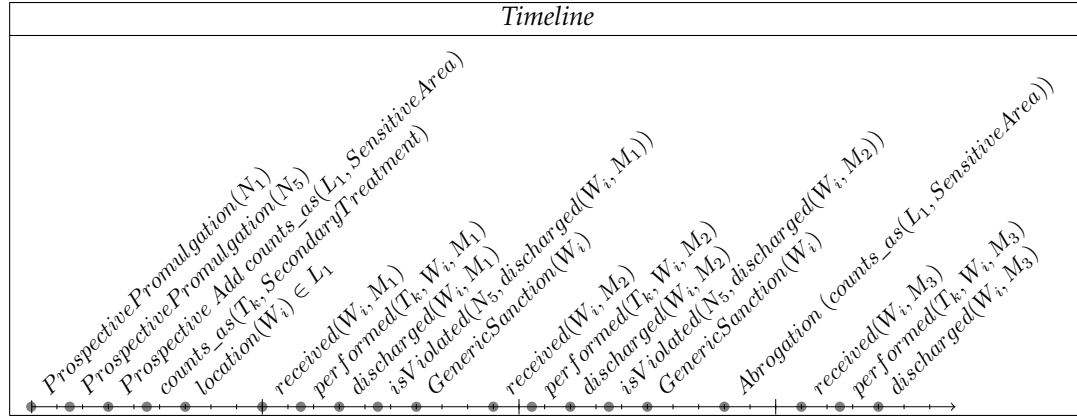 Timeline
ProspectivePromulgation(N₁)
ProspectivePromulgation(N₅)
Prospective Add counts_as(L₁, SensitiveArea)
counts_as(Tₖ, SecondaryTreatment)
location(Wᵢ) ∈ L₁
received(Wᵢ, M₁)
performed(Tₖ, Wᵢ, M₁)
discharged(Wᵢ, M₁)
isViolated(N₅, discharged(Wᵢ, M₁))
GenericSanction(Wᵢ)
received(Wᵢ, M₂)
performed(Tₖ, Wᵢ, M₂)
discharged(Wᵢ, M₂)
isViolated(N₅, discharged(Wᵢ, M₂))
GenericSanction(Wᵢ)
Abrogation (counts_as(L₁, SensitiveArea))
received(Wᵢ, M₃)
performed(Tₖ, Wᵢ, M₃)
discharged(Wᵢ, M₃)